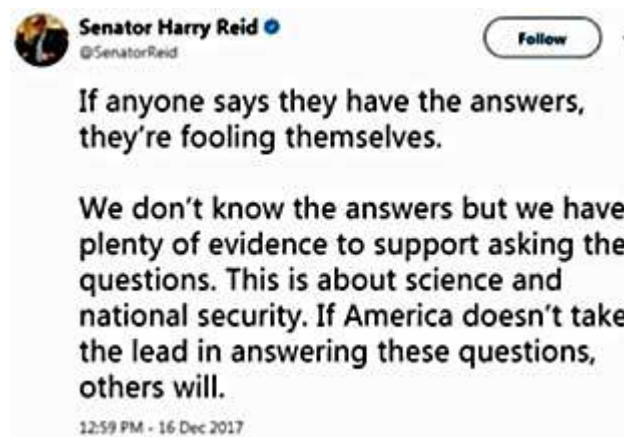 Senator Harry Reid
@SenatorReid
Follow
If anyone says they have the answers,
they're fooling themselves.
We don't know the answers but we have
plenty of evidence to support asking the
questions. This is about science and
national security. If America doesn't take
the lead in answering these questions,
others will.
12:59 PM - 16 Dec 2017